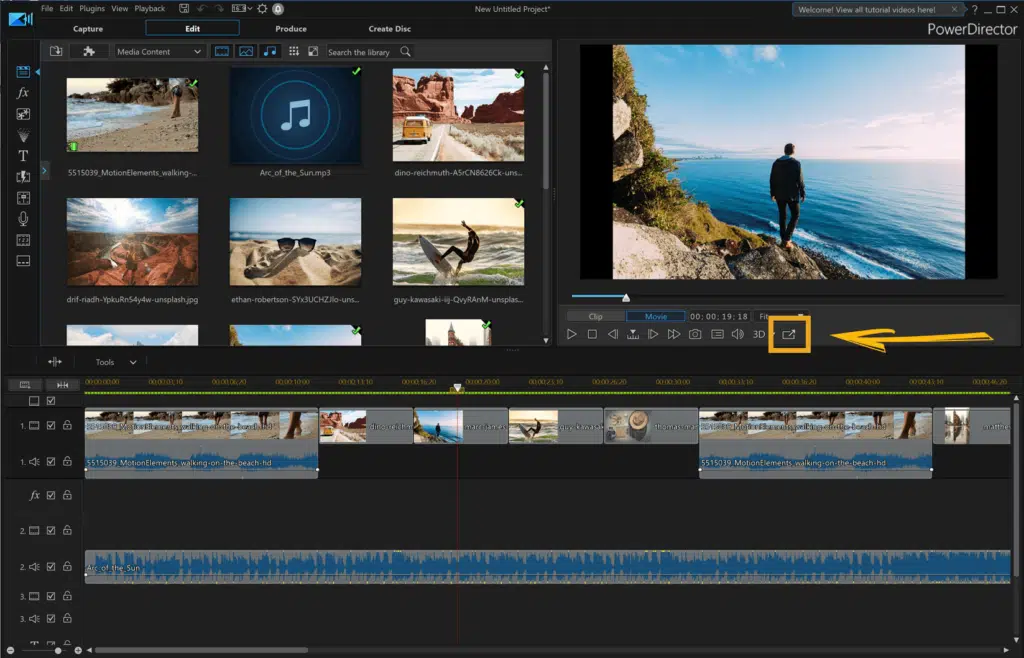 File Edit Plugins View Playback
New Untitled Project*
Welcome! View all tutorial videos here!
Capture Edit Produce Create Disc
PowerDirector
Media Content
Search the library
5515039_MotionElements_walking-...
Arc_of_the_Sun.mp3
dino-reichmuth-A5rCN8626Ck-uns...
drif-riadh-YpkuRn54y4w-unsplash.jpg
ethan-robertson-SYx3UCHZJlo-uns...
guy-kawasaki-iij-QvyRAnM-unsplas...
Clip Movie 00;00;19;18 Fit
3D
Tools
00;00;00;00 00;00;03;10 00;00;06;20 00;00;10;00 00;00;13;10 00;00;16;20 00;00;20;00 00;00;23;10 00;00;26;20 00;00;30;00 00;00;33;10 00;00;36;20 00;00;40;00 00;00;43;10 00;00;46;20
1.
5515039_MotionElements_walking-on-the-beach-hd
dino-reichm
guy-kawasa
thomas-mar
5515039_MotionElements_walking-on-the-beach-hd
matthe
1.
5515039_MotionElements_walking-on-the-beach-hd
5515039_MotionElements_walking-on-the-beach-hd
fx
2.
2.
Arc_of_the_Sun
3.
3.